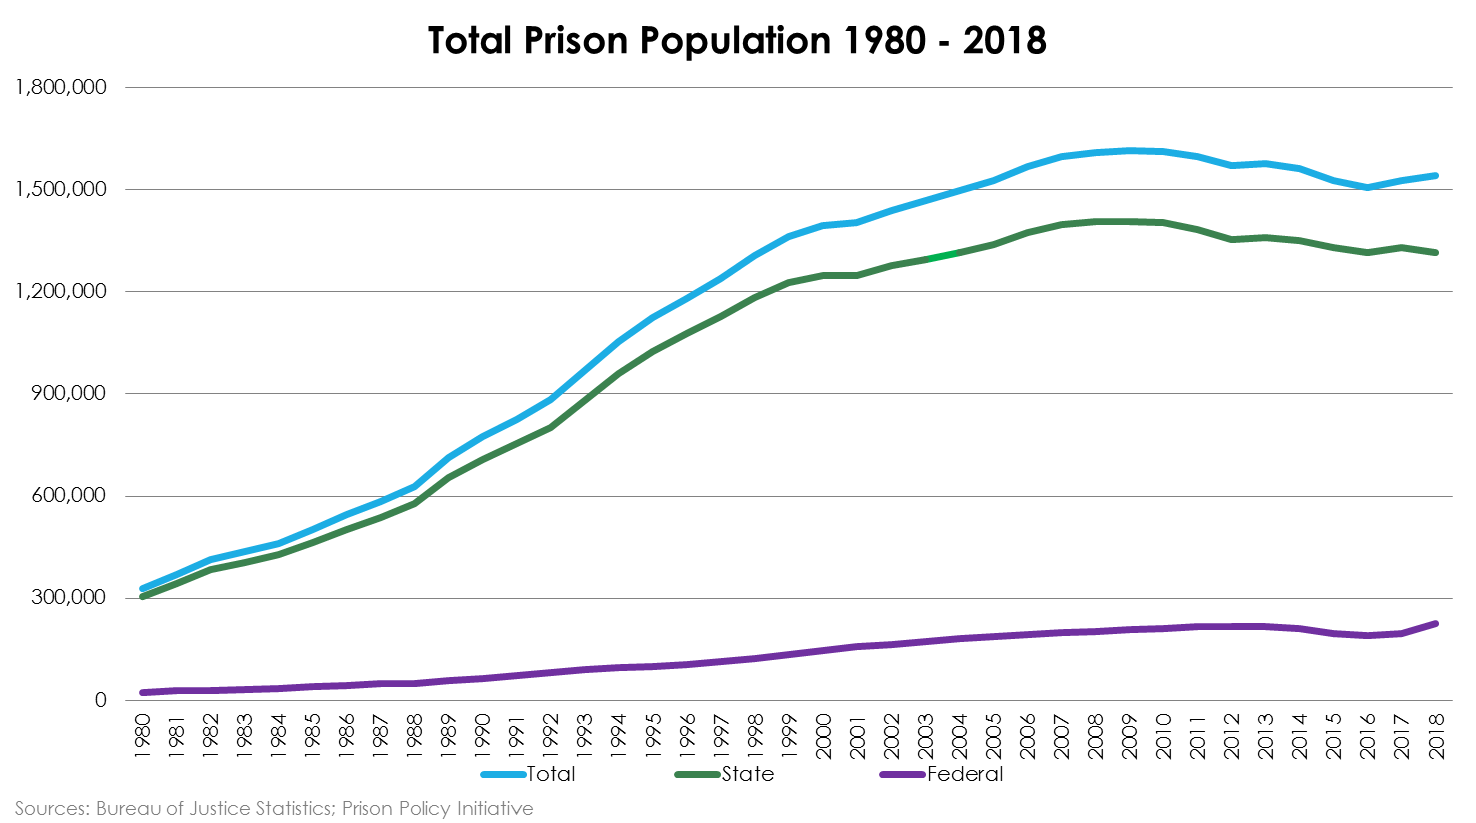 Total Prison Population 1980 - 2018
1,800,000
1,500,000
1,200,000
900,000
600,000
300,000
0
1980 1981 1982 1983 1984 1985 1986 1987 1988 1989 1990 1991 1992 1993 1994 1995 1996 1997 1998 1999 2000 2001 2002 2003 2004 2005 2006 2007 2008 2009 2010 2011 2012 2013 2014 2015 2016 2017 2018
Total State Federal
Sources: Bureau of Justice Statistics; Prison Policy Initiative